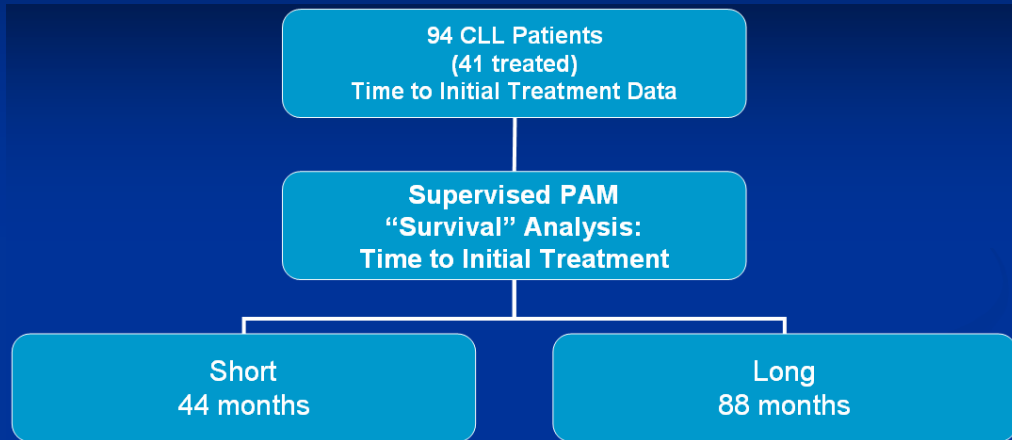 94 CLL Patients
(41 treated)
Time to Initial Treatment Data
Supervised PAM
“Survival” Analysis:
Time to Initial Treatment
Short
44 months
Long
88 months